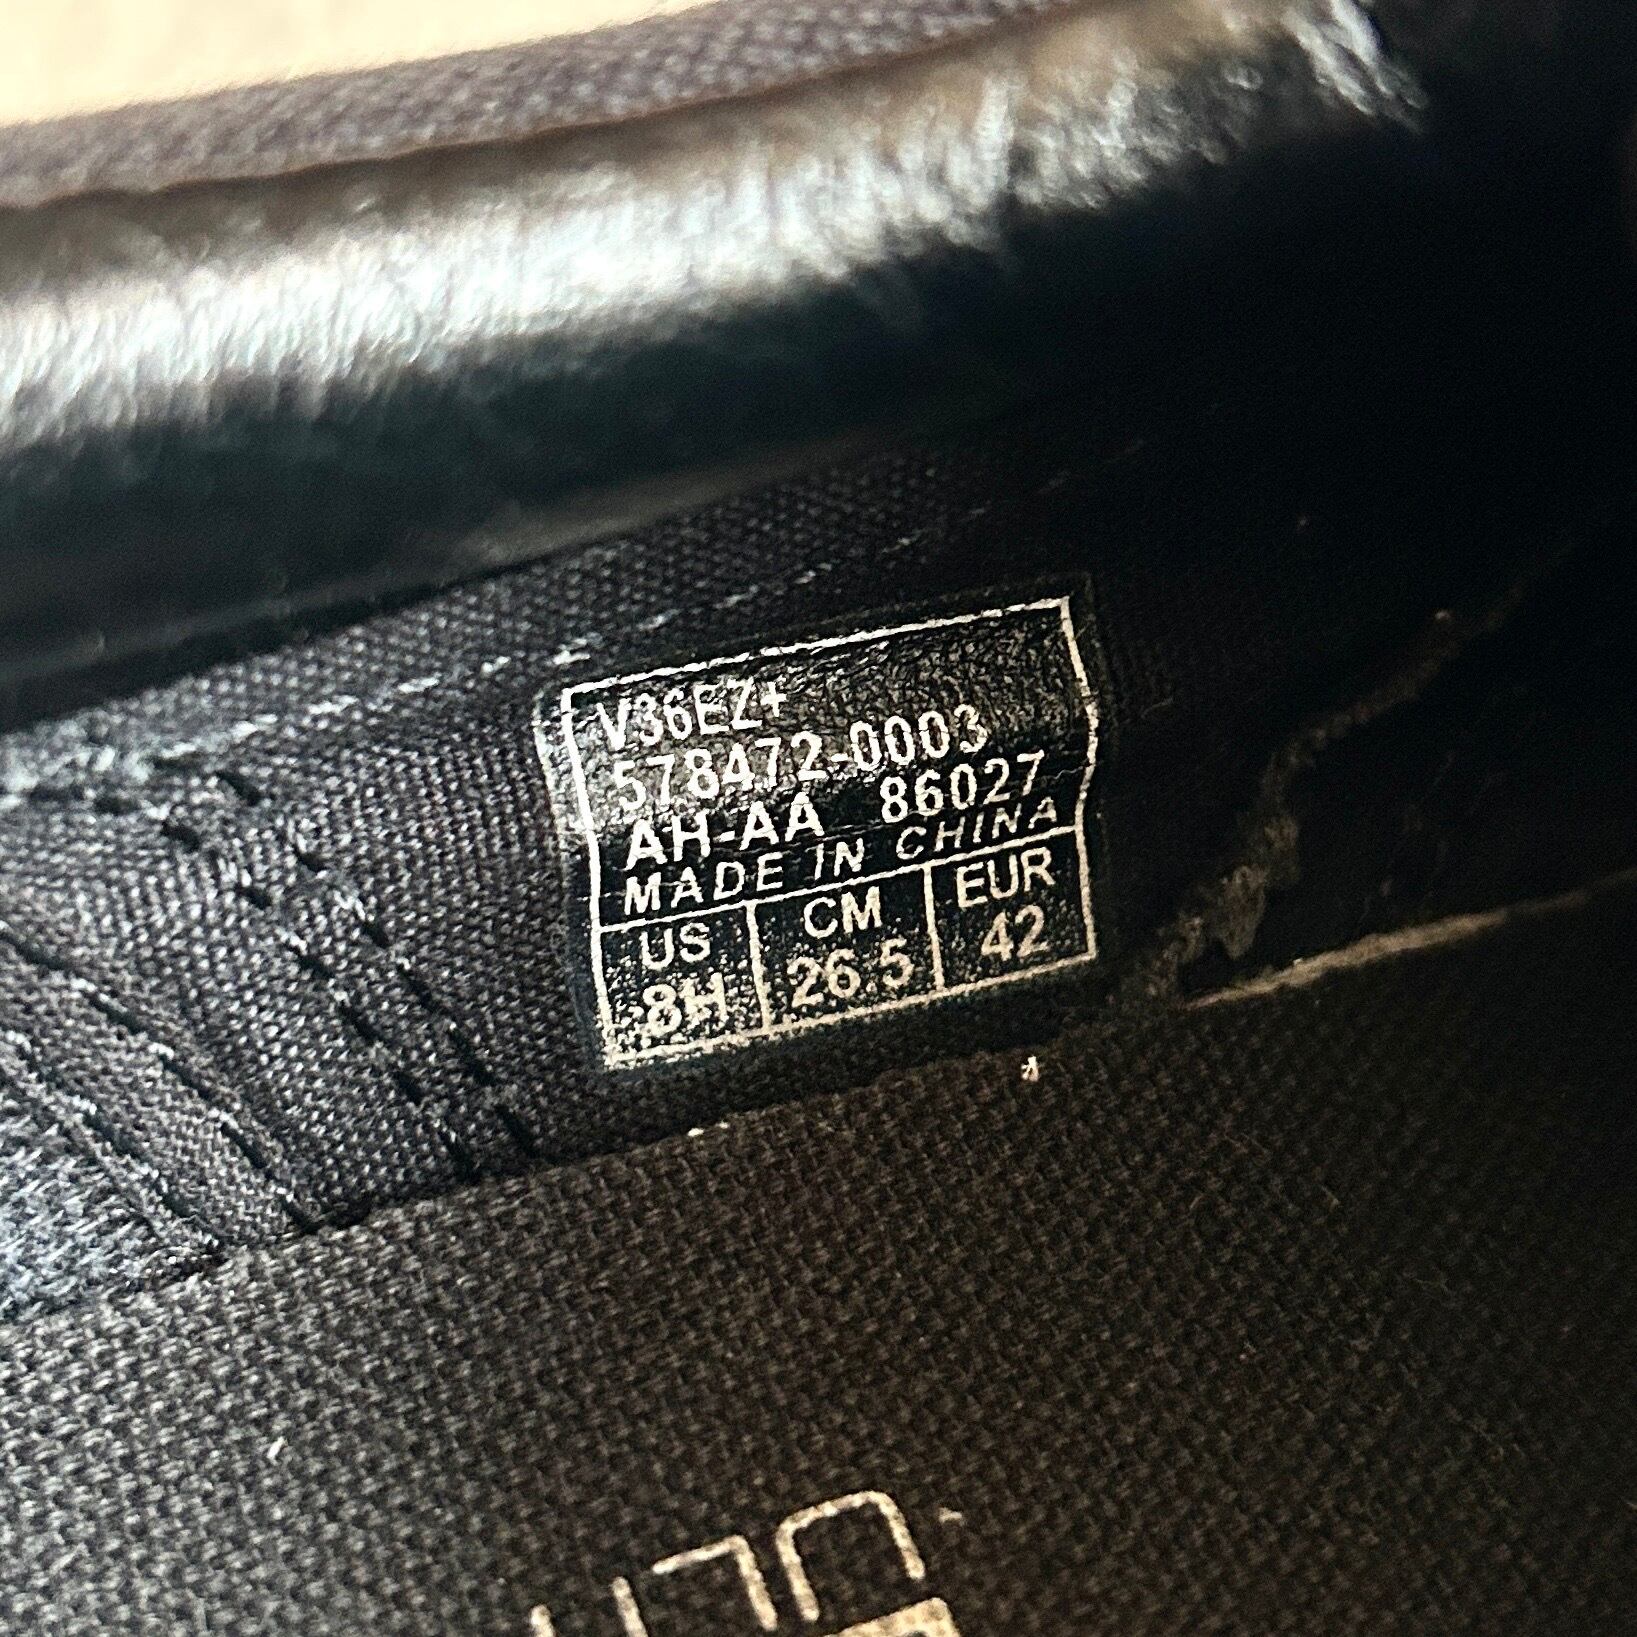 V36EZ+
578472-0003
AH-AA 86027
MADE IN CHINA
US CM EUR
8H 26.5 42